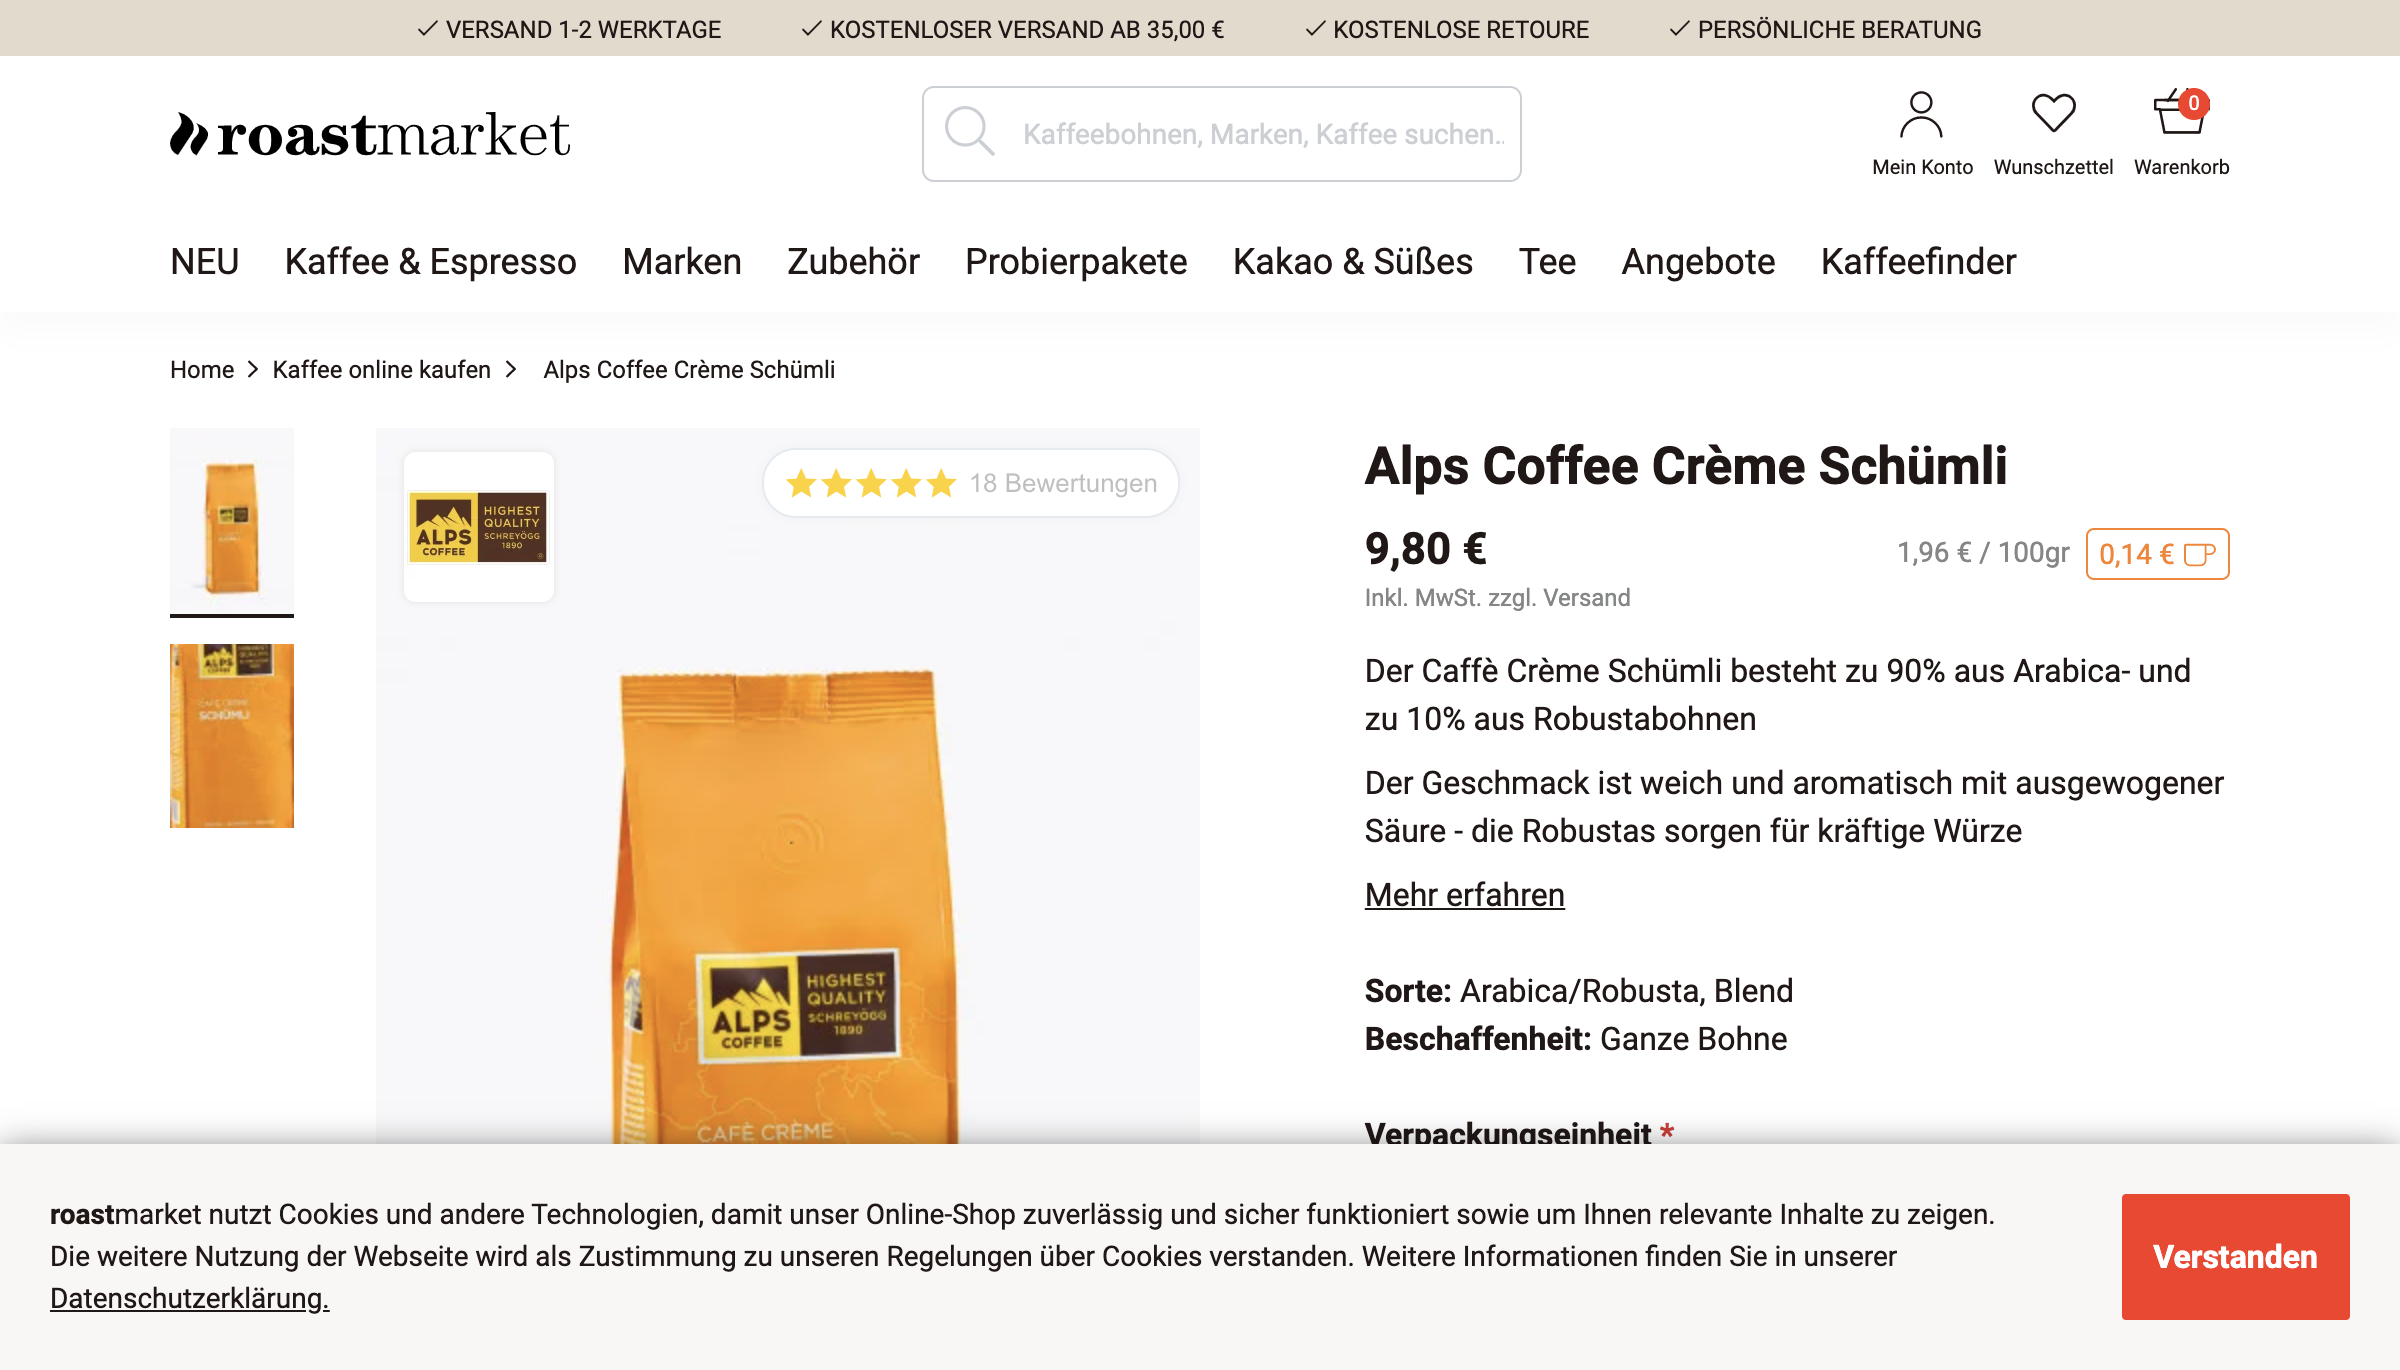 VERSAND 1-2 WERKTAGE
KOSTENLOSER VERSAND AB 35,00 €
KOSTENLOSE RETOURE
PERSÖNLICHE BERATUNG
roastmarket
Kaffeebohnen, Marken, Kaffee suchen..
0
Mein Konto
Wunschzettel
Warenkorb
NEU
Kaffee & Espresso
Marken
Zubehör
Probierpakete
Kakao & Süßes
Tee
Angebote
Kaffeefinder
Home
Kaffee online kaufen
Alps Coffee Crème Schümli
ALPS
COFFEE
HIGHEST
QUALITY
SCHREYÖGG
1890
18 Bewertungen
ALPS
COFFEE
SCHÜMLI
ALPS
COFFEE
HIGHEST
QUALITY
SCHREYÖGG
1890
CAFÈ CRÈME
Alps Coffee Crème Schümli
9,80 €
1,96 € / 100gr
0,14 €
Inkl. MwSt. zzgl. Versand
Der Caffè Crème Schümli besteht zu 90% aus Arabica- und
zu 10% aus Robustabohnen
Der Geschmack ist weich und aromatisch mit ausgewogener
Säure - die Robustas sorgen für kräftige Würze
Mehr erfahren
Sorte: Arabica/Robusta, Blend
Beschaffenheit: Ganze Bohne
Verpackungseinheit *
roastmarket nutzt Cookies und andere Technologien, damit unser Online-Shop zuverlässig und sicher funktioniert sowie um Ihnen relevante Inhalte zu zeigen.
Die weitere Nutzung der Webseite wird als Zustimmung zu unseren Regelungen über Cookies verstanden. Weitere Informationen finden Sie in unserer
Datenschutzerklärung.
Verstanden